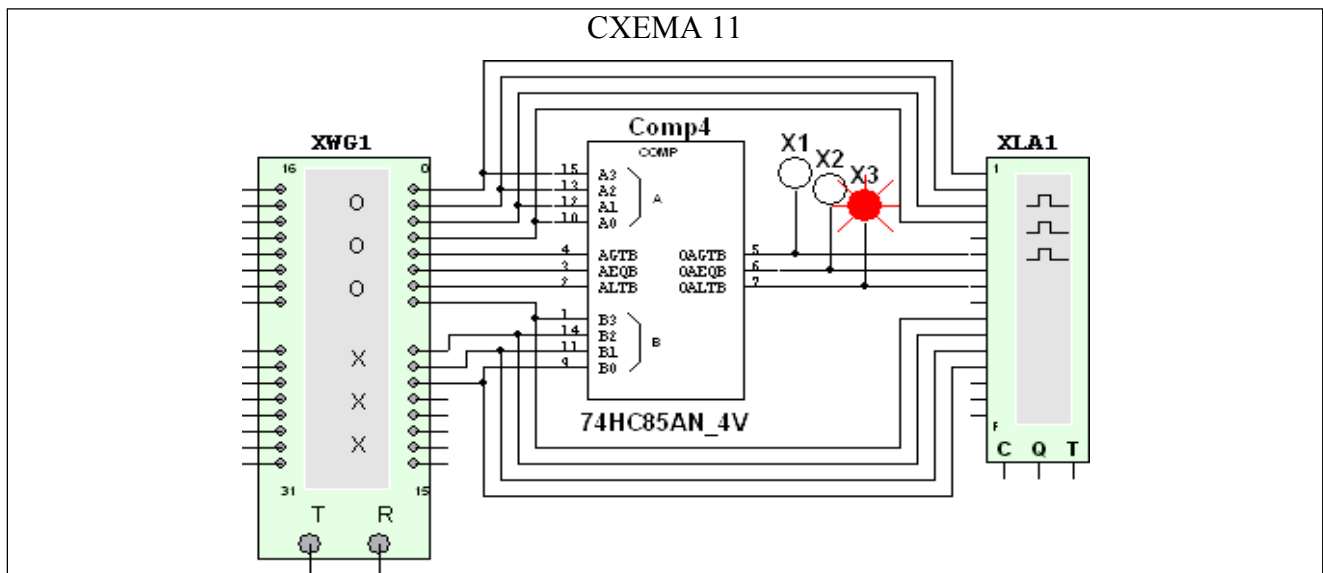 СХЕМА 11
XWG1
16 0
O
O
O
X
X
X
31 15
T R
Comp4
COMP
15 A3
13 A2
12 A1
10 A0
A
4 AGTB OAGTB 5
3 AEQB OAEQB 6
2 ALTB OALTB 7
1 B3
14 B2
11 B1
9 B0
B
74HC85AN_4V
X1
X2
X3
XLA1
1
F
C Q T